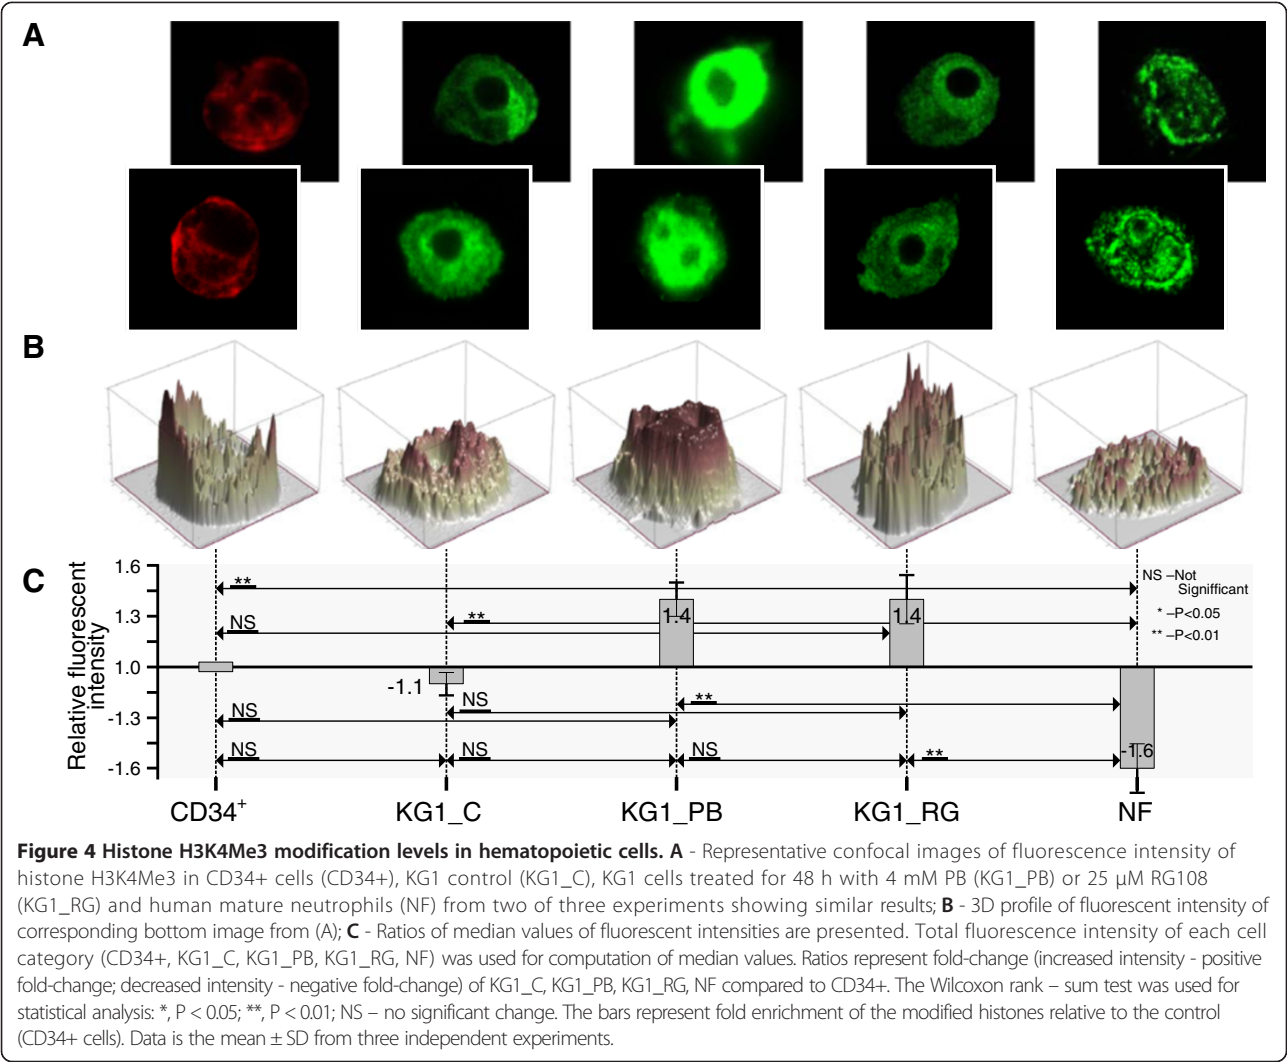 A
B
C
Relative fluorescent
intensity
1.6
1.3
1.0
-1.3
-1.6
**
NS –Not
Signifficant
* –P<0.05
** –P<0.01
1.4
1.4
**
NS
-1.1
NS
**
NS
NS
NS
NS
**
-1.6
CD34+
KG1_C
KG1_PB
KG1_RG
NF
Figure 4 Histone H3K4Me3 modification levels in hematopoietic cells. A - Representative confocal images of fluorescence intensity of
histone H3K4Me3 in CD34+ cells (CD34+), KG1 control (KG1_C), KG1 cells treated for 48 h with 4 mM PB (KG1_PB) or 25 μM RG108
(KG1_RG) and human mature neutrophils (NF) from two of three experiments showing similar results; B - 3D profile of fluorescent intensity of
corresponding bottom image from (A); C - Ratios of median values of fluorescent intensities are presented. Total fluorescence intensity of each cell
category (CD34+, KG1_C, KG1_PB, KG1_RG, NF) was used for computation of median values. Ratios represent fold-change (increased intensity - positive
fold-change; decreased intensity - negative fold-change) of KG1_C, KG1_PB, KG1_RG, NF compared to CD34+. The Wilcoxon rank – sum test was used for
statistical analysis: *, P < 0.05; **, P < 0.01; NS – no significant change. The bars represent fold enrichment of the modified histones relative to the control
(CD34+ cells). Data is the mean ± SD from three independent experiments.